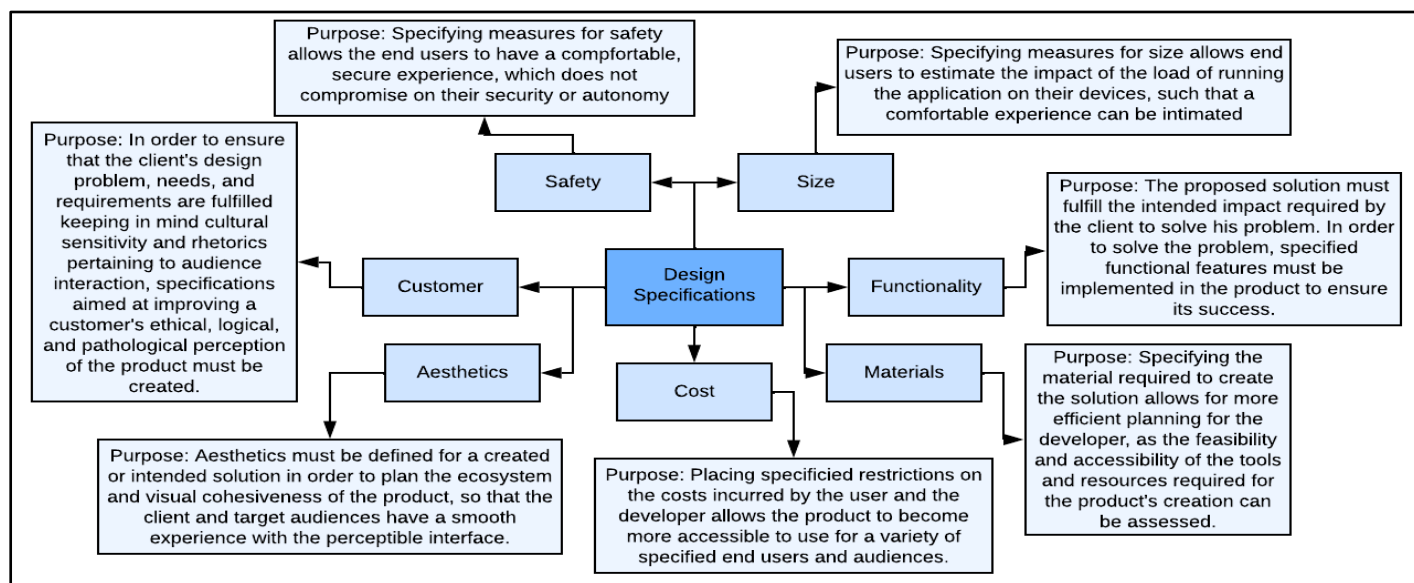 Purpose: Specifying measures for safety
allows the end users to have a compfortable,
secure experience, which does not
compromise on their security or autonomy
Purpose: Specifying measures for size allows end
users to estimate the impact of the load of running
the application on their devices, such that a
comfortable experience can be intimated
Purpose: In order to ensure
that the client's design
problem, needs, and
requirements are fulfilled
keeping in mind cultural
sensitivity and rhetorics
pertaining to audience
interaction, specifications
aimed at improving a
customer's ethical, logical,
and pathological perception
of the product must be
created.
Safety
Size
Purpose: The proposed solution must
fulfill the intended impact required by
the client to solve his problem. In order
to solve the problem, specified
functional features must be
implemented in the product to ensure
its success.
Customer
Design
Specifications
Functionality
Aesthetics
Cost
Materials
Purpose: Specifying the
material required to create
the solution allows for more
efficient planning for the
developer, as the feasibility
and accessibility of the tools
and resources required for
the product's creation can
be assessed.
Purpose: Aesthetics must be defined for a created
or intended solution in order to plan the ecosystem
and visual cohesiveness of the product, so that the
client and target audiences have a smooth
experience with the perceptible interface.
Purpose: Placing specificied restrictions on
the costs incurred by the user and the
developer allows the product to become
more accessible to use for a variety of
specified end users and audiences.